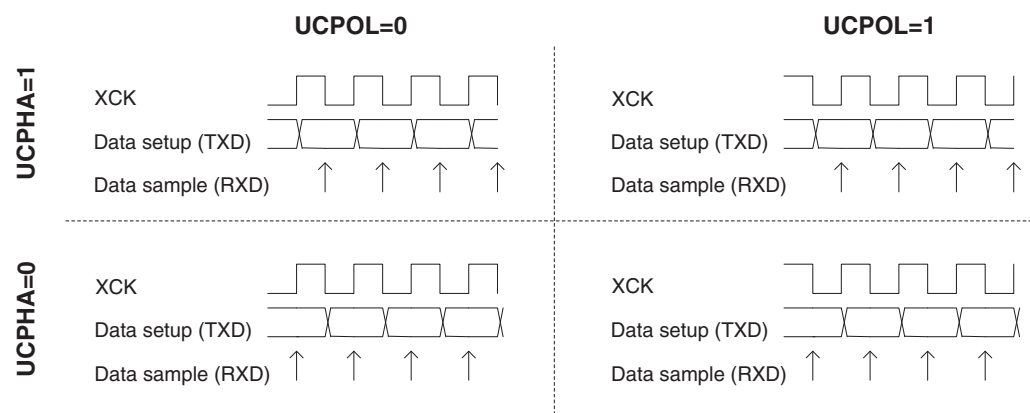 UCPOL=0
UCPOL=1
UCPHA=1
XCK
Data setup (TXD)
Data sample (RXD)
XCK
Data setup (TXD)
Data sample (RXD)
UCPHA=0
XCK
Data setup (TXD)
Data sample (RXD)
XCK
Data setup (TXD)
Data sample (RXD)